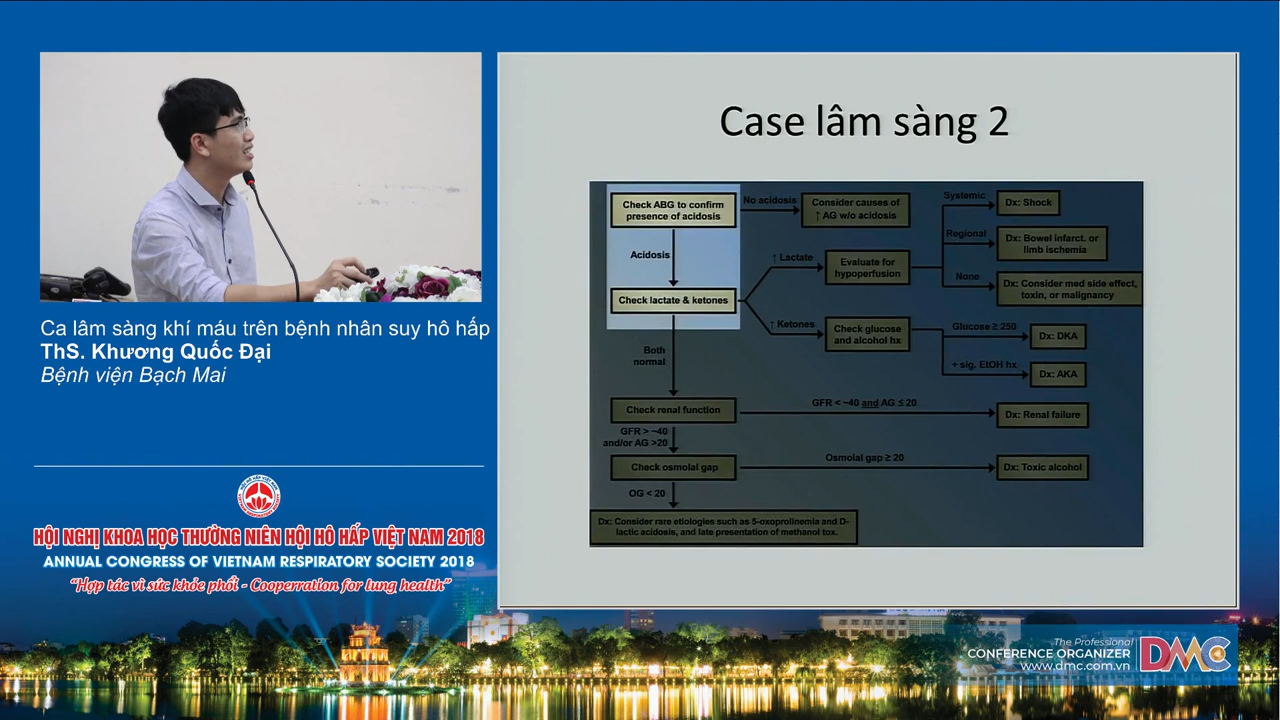 Case lâm sàng 2
Check ABG to confirm
presence of acidosis
No acidosis
Consider causes of
↑ AG w/o acidosis
Systemic
Dx: Shock
Acidosis
Regional
Dx: Bowel infarct. or
limb ischemia
↑ Lactate
Evaluate for
hypoperfusion
None
Dx: Consider med side effect,
toxin, or malignancy
Check lactate & ketones
↑ Ketones
Check glucose
and alcohol hx
Glucose ≥ 250
Dx: DKA
+ sig. EtOH hx
Dx: AKA
Both
normal
Check renal function
GFR < ~40 and AG ≤ 20
Dx: Renal failure
GFR > ~40
and/or AG >20
Check osmolal gap
Osmolal gap ≥ 20
Dx: Toxic alcohol
OG < 20
Dx: Consider rare etiologies such as 5-oxoprolinemia and D-
lactic acidosis, and late presentation of methanol tox.
Ca lâm sàng khí máu trên bệnh nhân suy hô hấp
ThS. Khương Quốc Đại
Bệnh viện Bạch Mai
HỘI NGHỊ KHOA HỌC THƯỜNG NIÊN HỘI HÔ HẤP VIỆT NAM 2018
ANNUAL CONGRESS OF VIETNAM RESPIRATORY SOCIETY 2018
“Hợp tác vì sức khỏe phổi - Cooperration for lung health”
The Professional
CONFERENCE ORGANIZER
www.dmc.com.vn
DMC